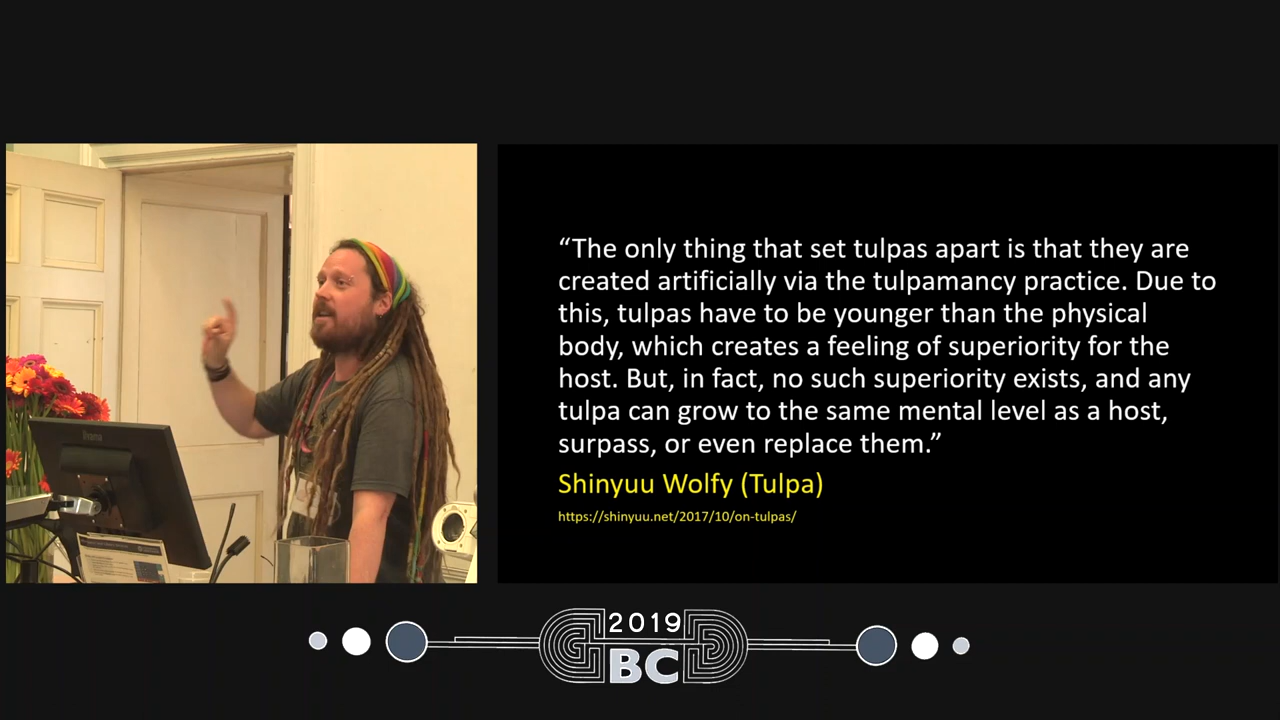 “The only thing that set tulpas apart is that they are
created artificially via the tulpamancy practice. Due to
this, tulpas have to be younger than the physical
body, which creates a feeling of superiority for the
host. But, in fact, no such superiority exists, and any
tulpa can grow to the same mental level as a host,
surpass, or even replace them.”
Shinyuu Wolfy (Tulpa)
https://shinyuu.net/2017/10/on-tulpas/
2019
BC